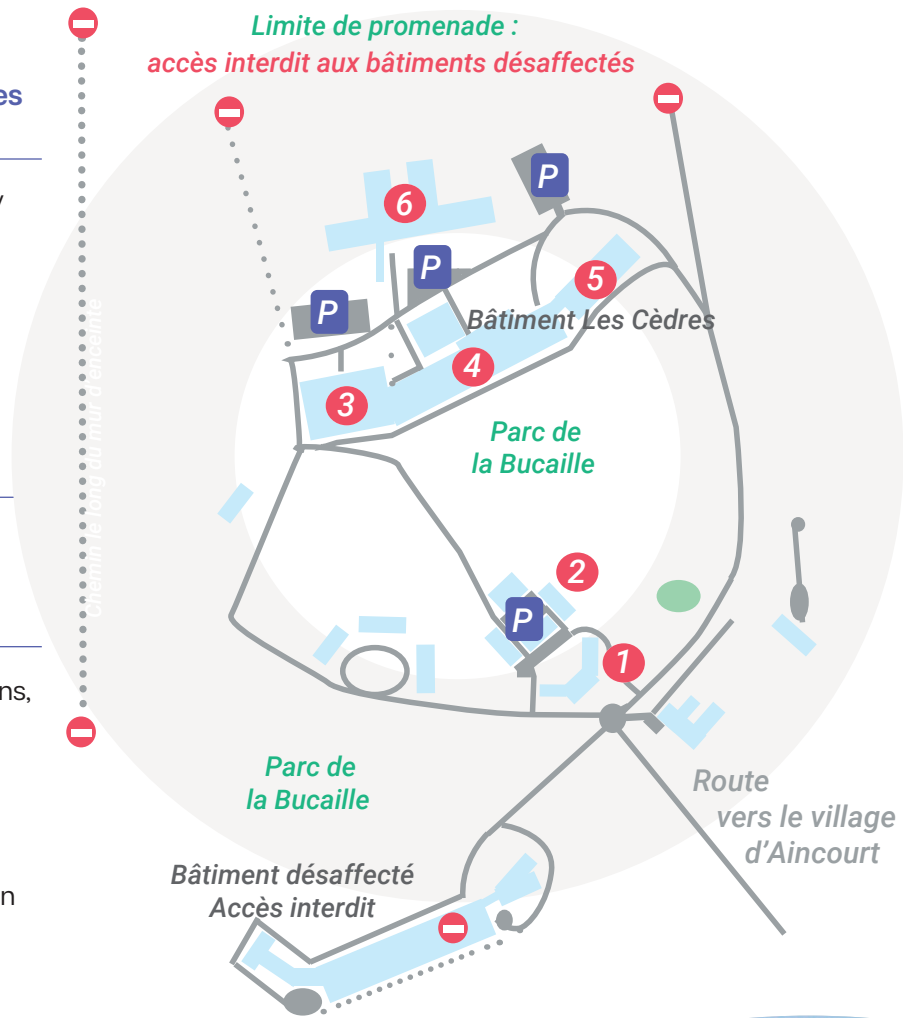 Limite de promenade :
accès interdit aux bâtiments désaffectés
es
y
P
6
P
5
P
Bâtiment Les Cèdres
4
3
Chemin le long du mur d'enceinte
Parc de
la Bucaille
2
P
1
ns,
Parc de
la Bucaille
Route
vers le village
d'Aincourt
Bâtiment désaffecté
Accès interdit
n